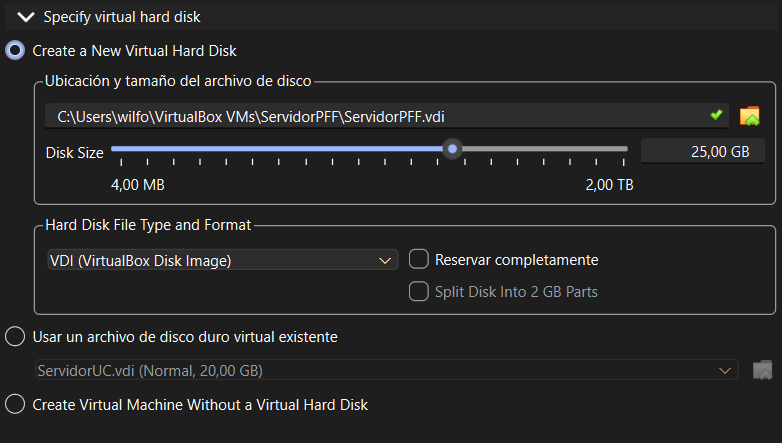 Specify virtual hard disk
Create a New Virtual Hard Disk
Ubicación y tamaño del archivo de disco
C:\Users\wilfo\VirtualBox VMs\ServidorPFF\ServidorPFF.vdi
Disk Size
25,00 GB
4,00 MB
2,00 TB
Hard Disk File Type and Format
VDI (VirtualBox Disk Image)
Reservar completamente
Split Disk Into 2 GB Parts
Usar un archivo de disco duro virtual existente
ServidorUC.vdi (Normal, 20,00 GB)
Create Virtual Machine Without a Virtual Hard Disk